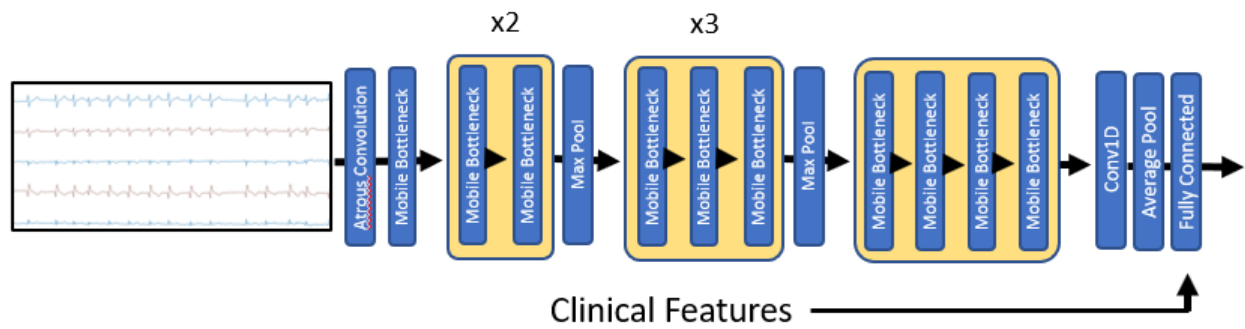 x2
x3
Atrous Convolution
Mobile Bottleneck
Mobile Bottleneck
Mobile Bottleneck
Max Pool
Mobile Bottleneck
Mobile Bottleneck
Mobile Bottleneck
Max Pool
Mobile Bottleneck
Mobile Bottleneck
Mobile Bottleneck
Mobile Bottleneck
Conv1D
Average Pool
Fully Connected
Clinical Features